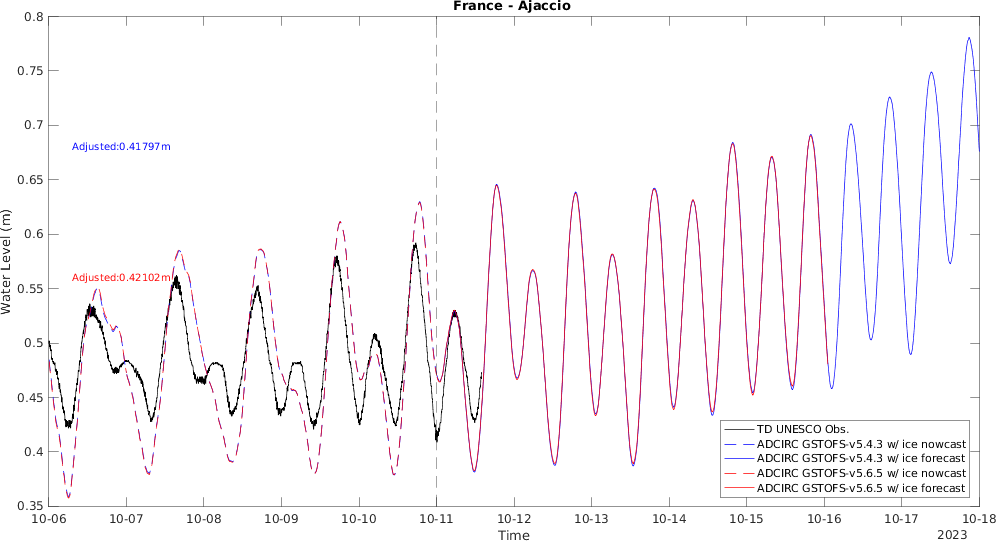 France - Ajaccio
0.8
0.75
0.7
0.65
0.6
0.55
0.5
0.45
0.4
0.35
Water Level (m)
Adjusted:0.41797m
Adjusted:0.42102m
TD UNESCO Obs.
ADCIRC GSTOFS-v5.4.3 w/ ice nowcast
ADCIRC GSTOFS-v5.4.3 w/ ice forecast
ADCIRC GSTOFS-v5.6.5 w/ ice nowcast
ADCIRC GSTOFS-v5.6.5 w/ ice forecast
10-06 10-07 10-08 10-09 10-10 10-11 10-12 10-13 10-14 10-15 10-16 10-17 10-18
Time
2023